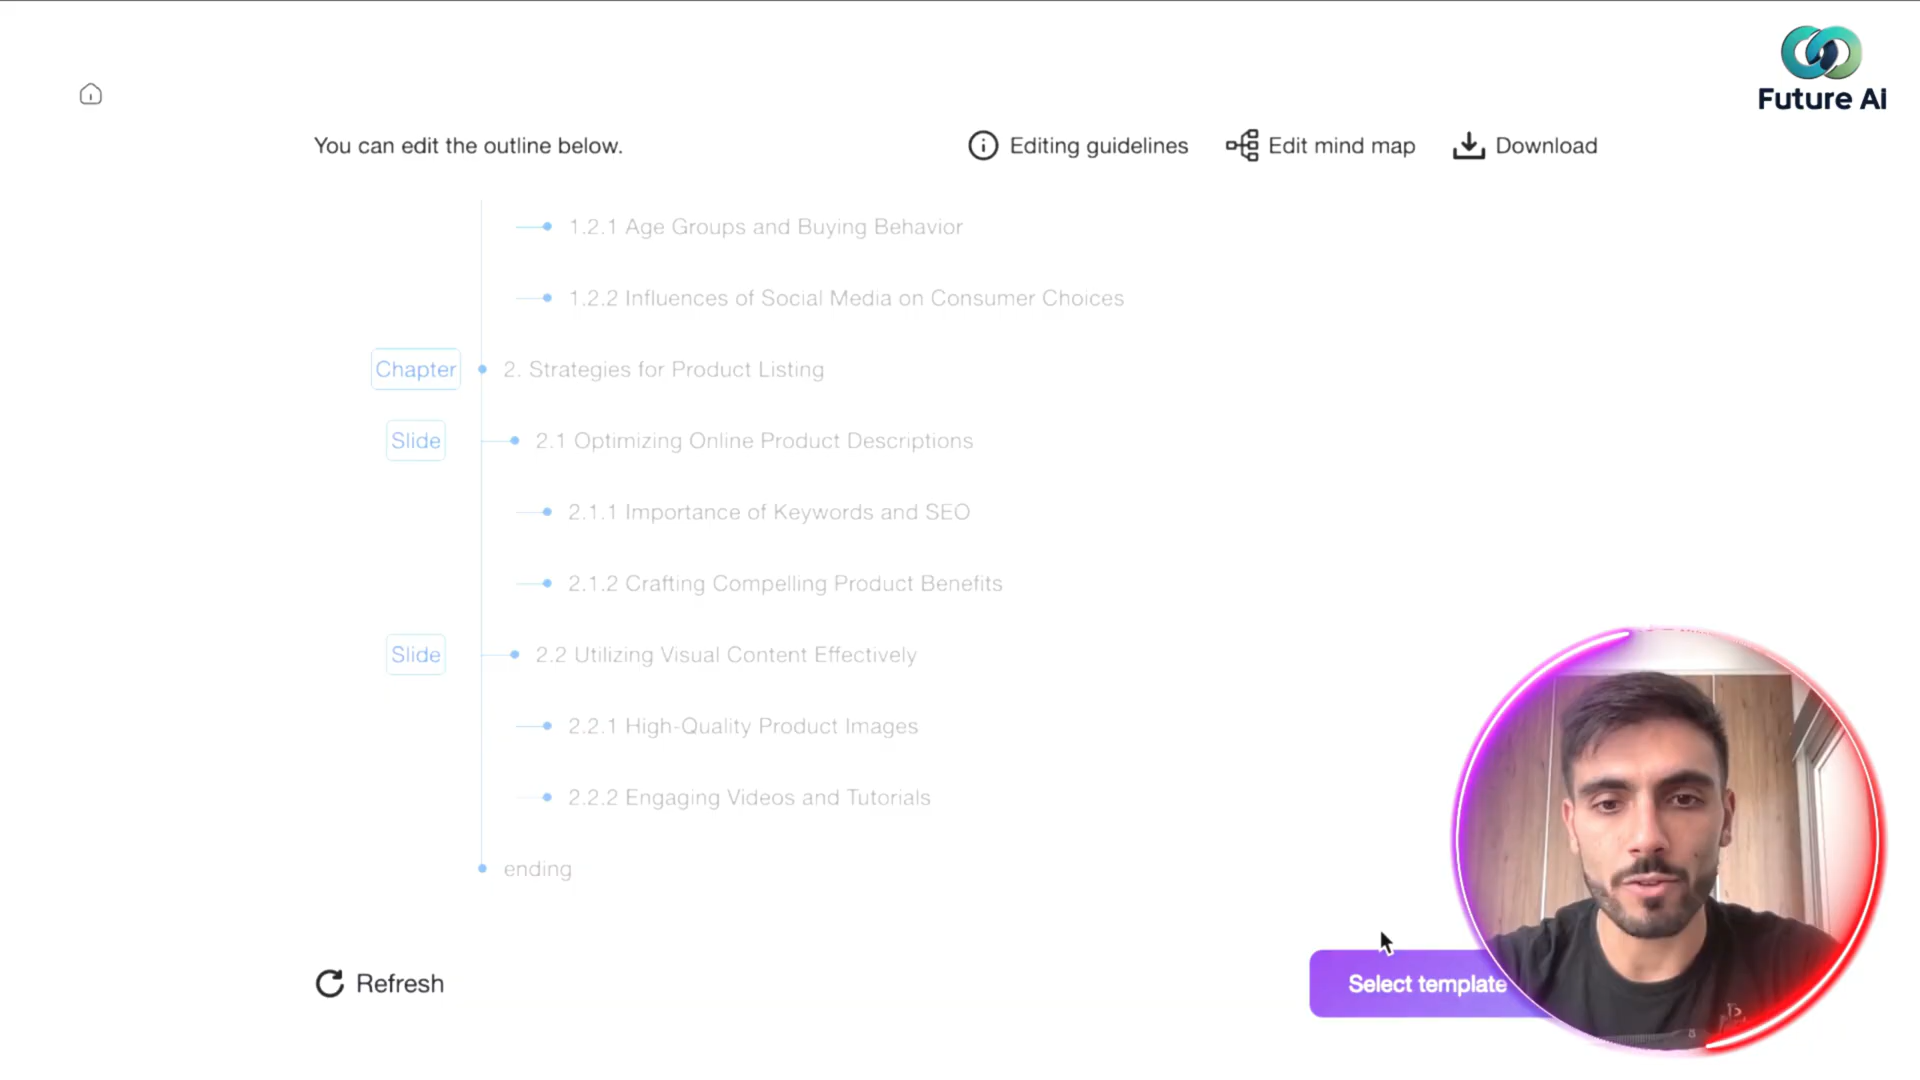 Future Ai
You can edit the outline below.
Editing guidelines
Edit mind map
Download
1.2.1 Age Groups and Buying Behavior
1.2.2 Influences of Social Media on Consumer Choices
Chapter
2. Strategies for Product Listing
Slide
2.1 Optimizing Online Product Descriptions
2.1.1 Importance of Keywords and SEO
2.1.2 Crafting Compelling Product Benefits
Slide
2.2 Utilizing Visual Content Effectively
2.2.1 High-Quality Product Images
2.2.2 Engaging Videos and Tutorials
ending
Refresh
Select template